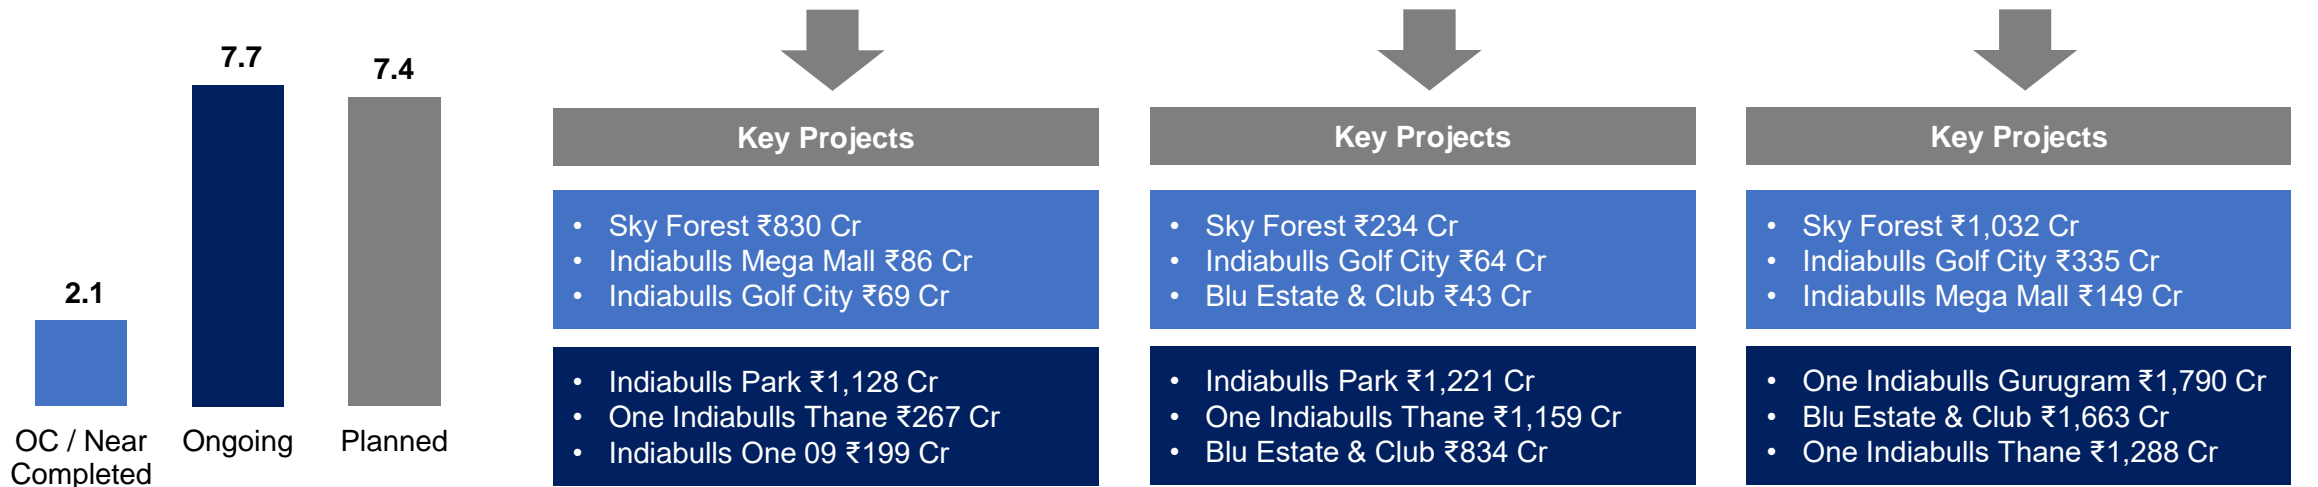 7.7
7.4
2.1
OC / Near
Completed
Ongoing
Planned
Key Projects
• Sky Forest ₹830 Cr
• Indiabulls Mega Mall ₹86 Cr
• Indiabulls Golf City ₹69 Cr
• Indiabulls Park ₹1,128 Cr
• One Indiabulls Thane ₹267 Cr
• Indiabulls One 09 ₹199 Cr
Key Projects
• Sky Forest ₹234 Cr
• Indiabulls Golf City ₹64 Cr
• Blu Estate & Club ₹43 Cr
• Indiabulls Park ₹1,221 Cr
• One Indiabulls Thane ₹1,159 Cr
• Blu Estate & Club ₹834 Cr
Key Projects
• Sky Forest ₹1,032 Cr
• Indiabulls Golf City ₹335 Cr
• Indiabulls Mega Mall ₹149 Cr
• One Indiabulls Gurugram ₹1,790 Cr
• Blu Estate & Club ₹1,663 Cr
• One Indiabulls Thane ₹1,288 Cr